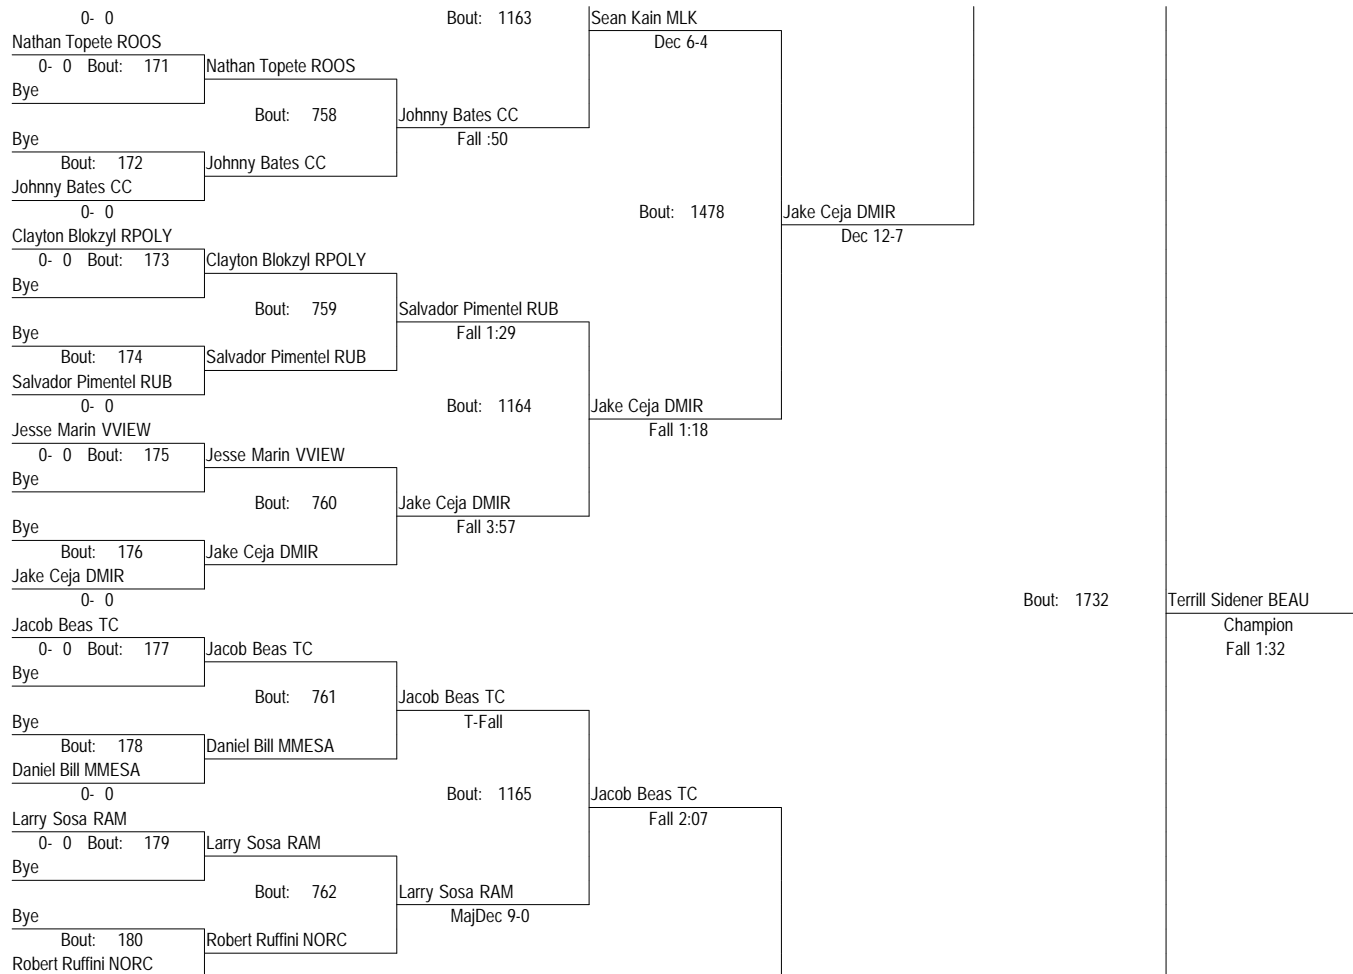 0- 0 Bout: 1163 Sean Kain MLK
Nathan Topete ROOS Dec 6-4
0- 0 Bout: 171 Nathan Topete ROOS
Bye
Bout: 758 Johnny Bates CC
Bye Fall :50
Bout: 172 Johnny Bates CC
Johnny Bates CC
0- 0 Bout: 1478 Jake Ceja DMIR
Clayton Blokzyl RPOLY Dec 12-7
0- 0 Bout: 173 Clayton Blokzyl RPOLY
Bye
Bout: 759 Salvador Pimentel RUB
Bye Fall 1:29
Bout: 174 Salvador Pimentel RUB
Salvador Pimentel RUB
0- 0 Bout: 1164 Jake Ceja DMIR
Jesse Marin VVIEW Fall 1:18
0- 0 Bout: 175 Jesse Marin VVIEW
Bye
Bout: 760 Jake Ceja DMIR
Bye Fall 3:57
Bout: 176 Jake Ceja DMIR
Jake Ceja DMIR
0- 0 Bout: 1732 Terrill Sidener BEAU
Jacob Beas TC Champion
0- 0 Bout: 177 Jacob Beas TC Fall 1:32
Bye
Bout: 761 Jacob Beas TC
Bye T-Fall
Bout: 178 Daniel Bill MMESA
Daniel Bill MMESA
0- 0 Bout: 1165 Jacob Beas TC
Larry Sosa RAM Fall 2:07
0- 0 Bout: 179 Larry Sosa RAM
Bye
Bout: 762 Larry Sosa RAM
Bye MajDec 9-0
Bout: 180 Robert Ruffini NORC
Robert Ruffini NORC